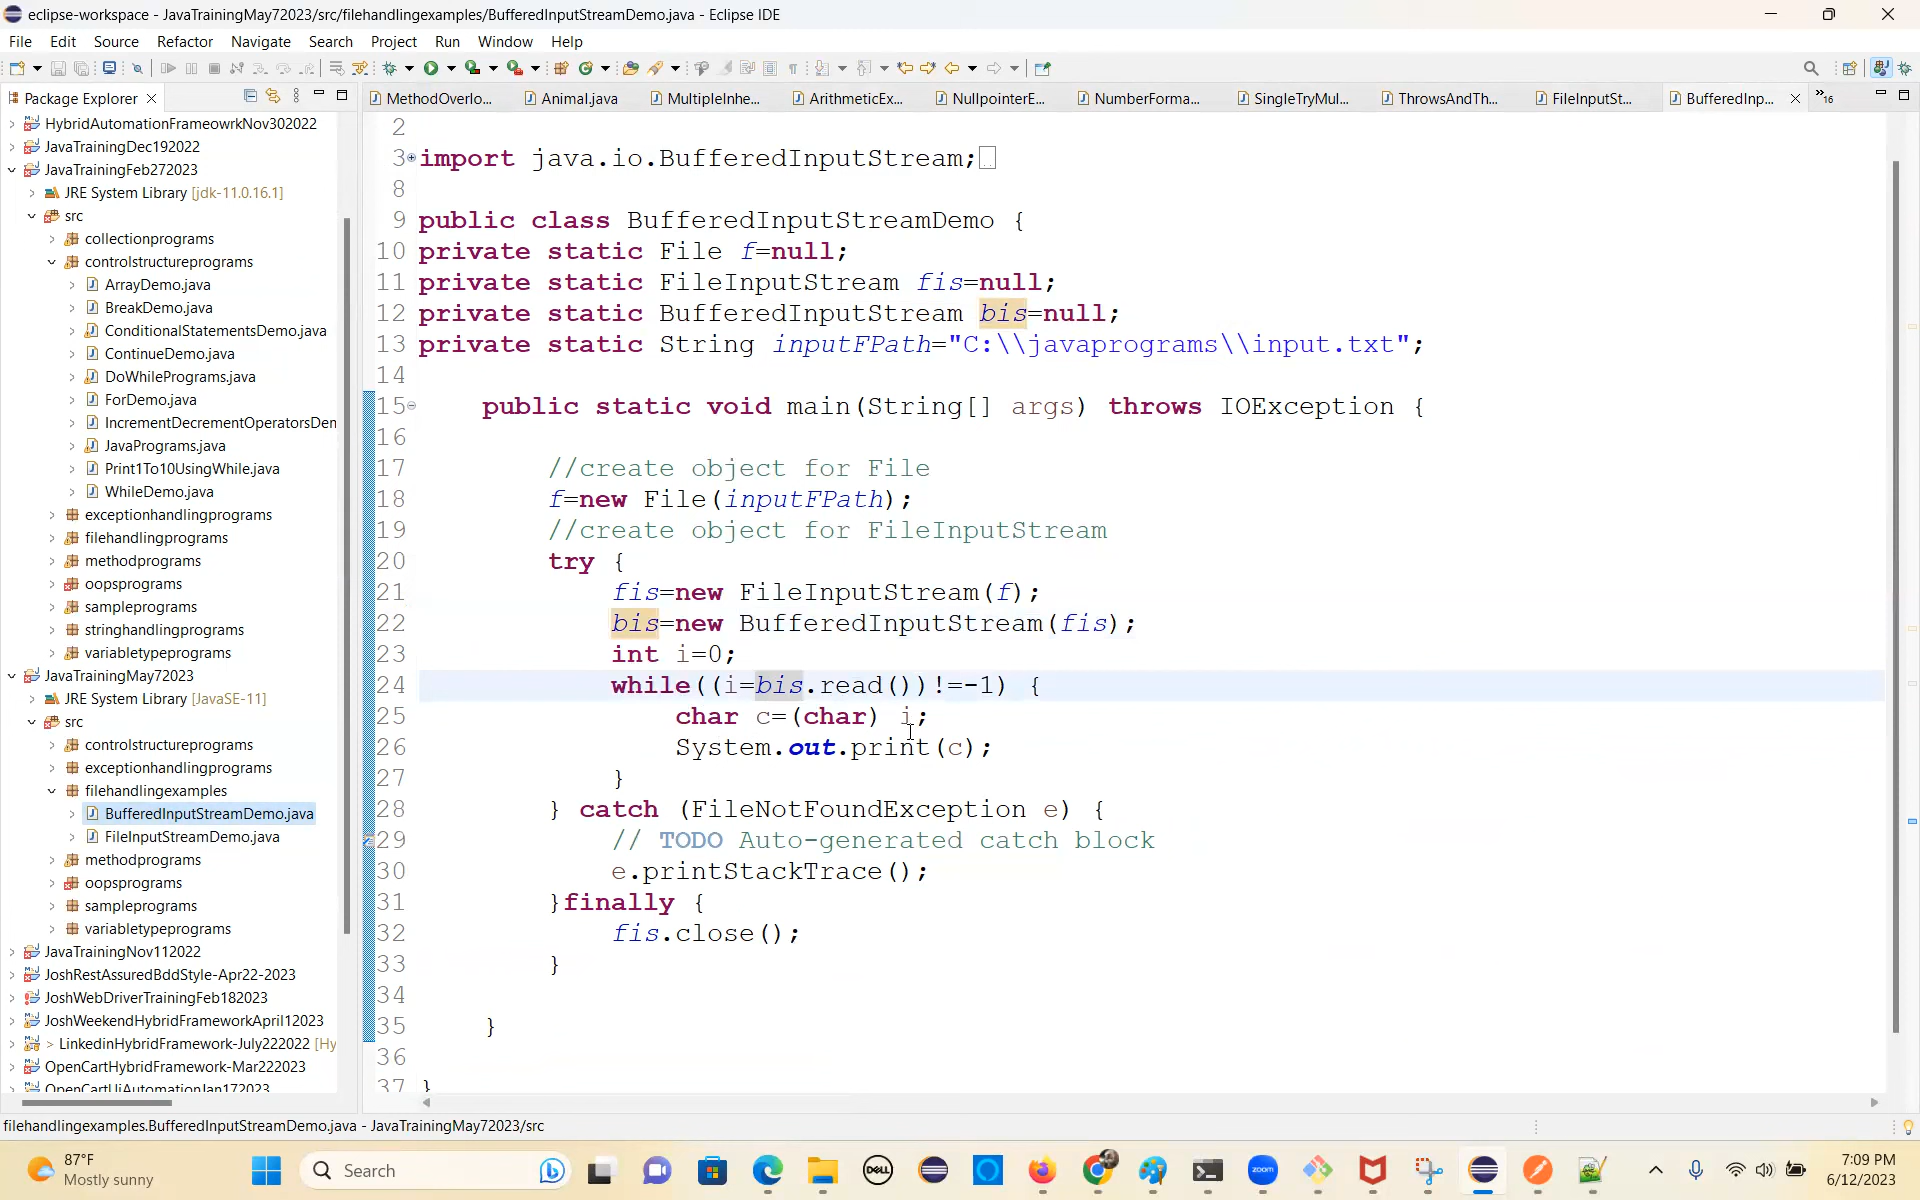 eclipse-workspace - JavaTrainingMay72023/src/filehandlingexamples/BufferedInputStreamDemo.java - Eclipse IDE
File Edit Source Refactor Navigate Search Project Run Window Help
Package Explorer
MethodOverlo... Animal.java MultipleInhe... ArithmeticEx... NullpointerE... NumberForma... SingleTryMul... ThrowsAndTh... FileInputSt... BufferedInp... »16
HybridAutomationFrameowrkNov302022
JavaTrainingDec192022
JavaTrainingFeb272023
JRE System Library [jdk-11.0.16.1]
src
collectionprograms
controlstructureprograms
ArrayDemo.java
BreakDemo.java
ConditionalStatementsDemo.java
ContinueDemo.java
DoWhilePrograms.java
ForDemo.java
IncrementDecrementOperatorsDen
JavaPrograms.java
Print1To10UsingWhile.java
WhileDemo.java
exceptionhandlingprograms
filehandlingprograms
methodprograms
oopsprograms
sampleprograms
stringhandlingprograms
variabletypeprograms
JavaTrainingMay72023
JRE System Library [JavaSE-11]
src
controlstructureprograms
exceptionhandlingprograms
filehandlingexamples
BufferedInputStreamDemo.java
FileInputStreamDemo.java
methodprograms
oopsprograms
sampleprograms
variabletypeprograms
JavaTrainingNov112022
JoshRestAssuredBddStyle-Apr22-2023
JoshWebDriverTrainingFeb182023
JoshWeekendHybridFrameworkApril12023
> LinkedinHybridFramework-July222022 [Hy
OpenCartHybridFramework-Mar222023
OpenCartUiAutomationJan172023
2
3 import java.io.BufferedInputStream;
8
9 public class BufferedInputStreamDemo {
10 private static File f=null;
11 private static FileInputStream fis=null;
12 private static BufferedInputStream bis=null;
13 private static String inputFPath="C:\\javaprograms\\input.txt";
14
15 public static void main(String[] args) throws IOException {
16
17 //create object for File
18 f=new File(inputFPath);
19 //create object for FileInputStream
20 try {
21 fis=new FileInputStream(f);
22 bis=new BufferedInputStream(fis);
23 int i=0;
24 while((i=bis.read())!=-1) {
25 char c=(char) i;
26 System.out.print(c);
27 }
28 } catch (FileNotFoundException e) {
29 // TODO Auto-generated catch block
30 e.printStackTrace();
31 }finally {
32 fis.close();
33 }
34
35 }
36
37 }
filehandlingexamples.BufferedInputStreamDemo.java - JavaTrainingMay72023/src
87°F
Mostly sunny
Search
DELL
zoom
7:09 PM
6/12/2023